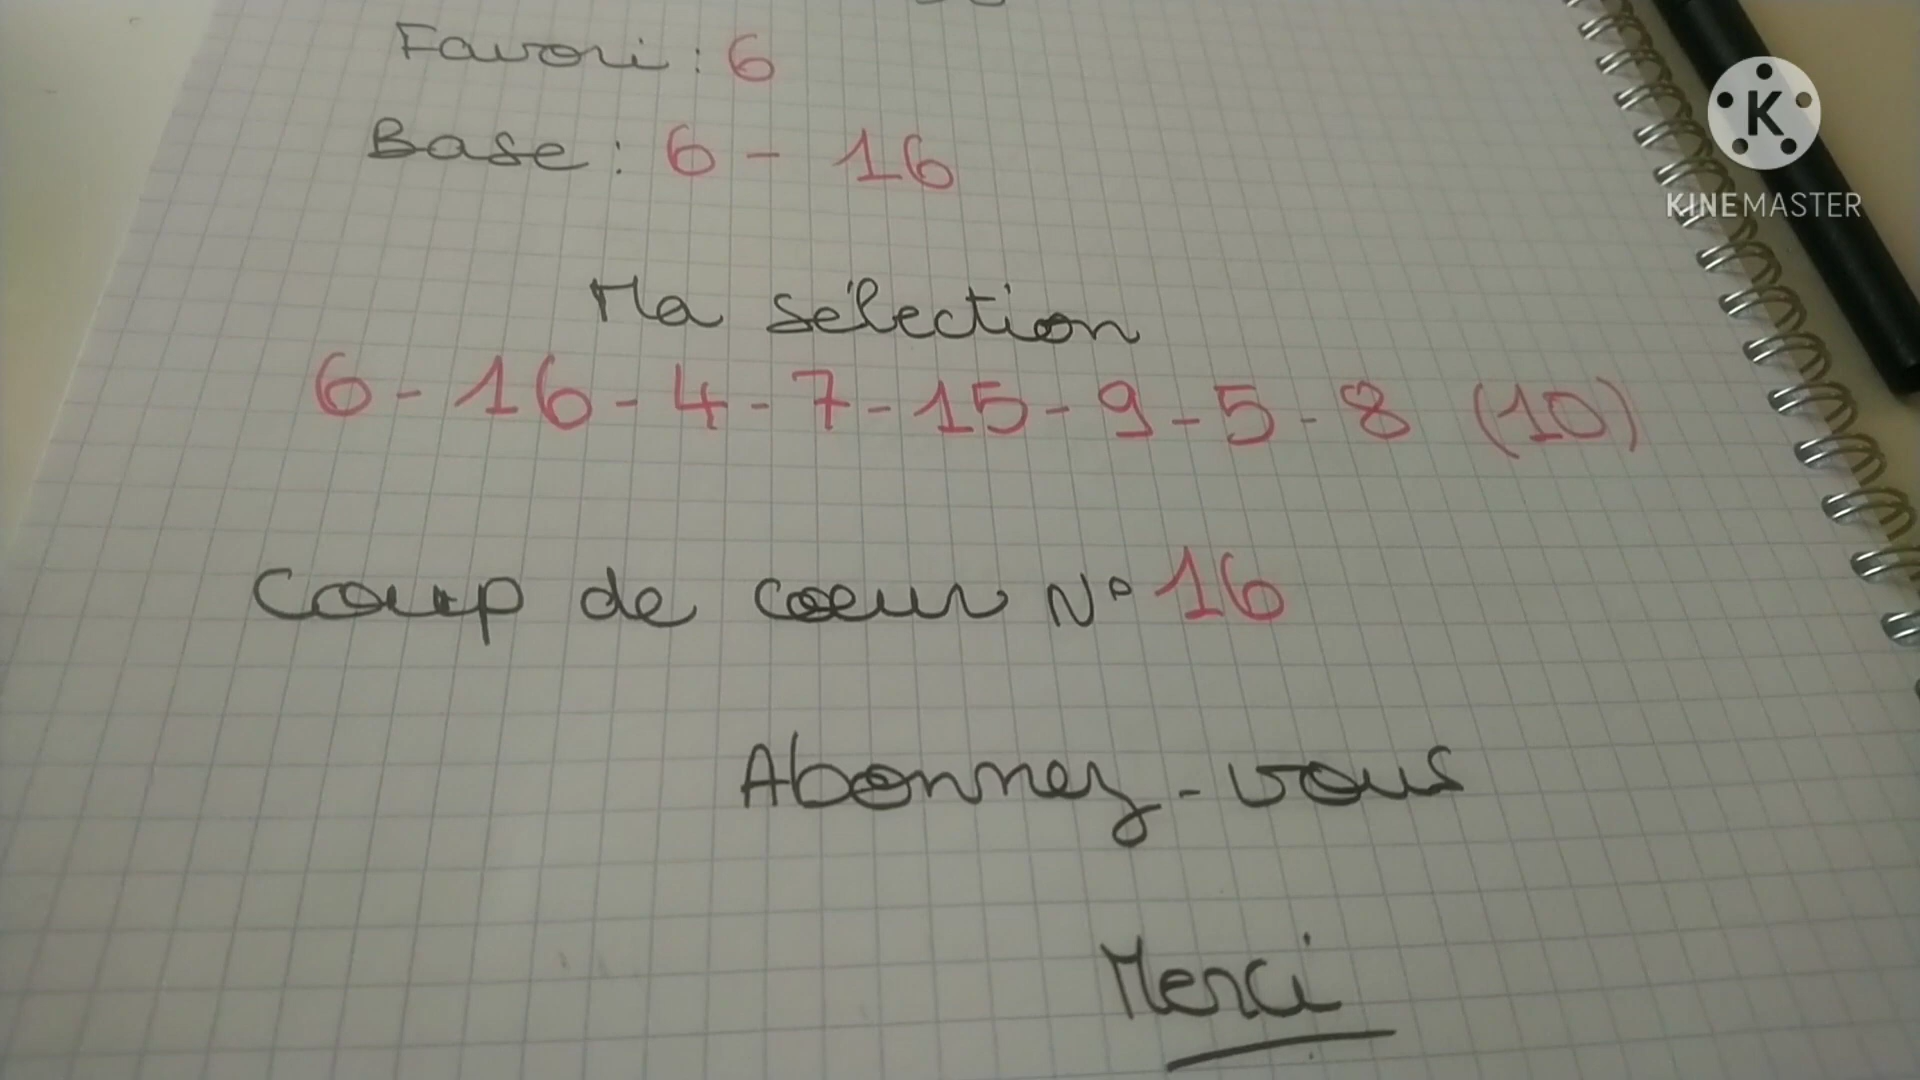 Favori : 6
Base : 6 - 16
Ma sélection
6 - 16 - 4 - 7 - 15 - 9 - 5 - 8 (10)
Coup de coeur N° 16
Abonnez-vous
Merci
K
KINEMASTER